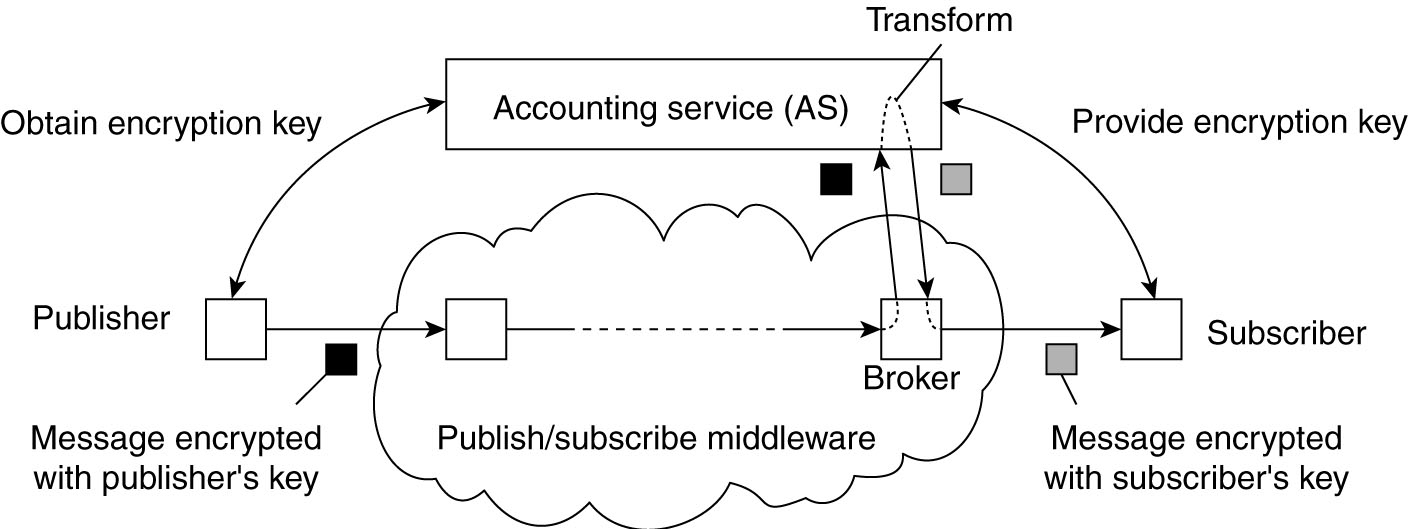 Transform
Accounting service (AS)
Obtain encryption key
Provide encryption key
Publisher
Subscriber
Broker
Message encrypted
with publisher's key
Publish/subscribe middleware
Message encrypted
with subscriber's key